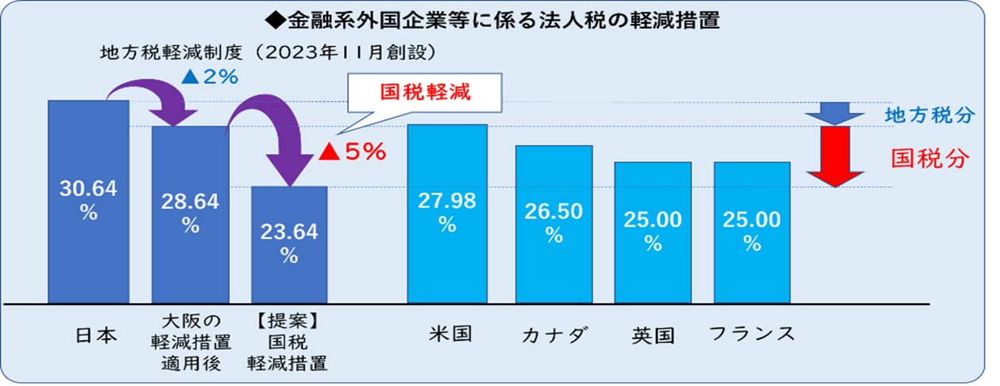 ◆金融系外国企業等に係る法人税の軽減措置
地方税軽減制度（2023年11月創設）
▲2%
国税軽減
▲5%
地方税分
国税分
30.64
%
28.64
%
23.64
%
27.98
%
26.50
%
25.00
%
25.00
%
日本
大阪の
軽減措置
適用後
【提案】
国税
軽減措置
米国
カナダ
英国
フランス